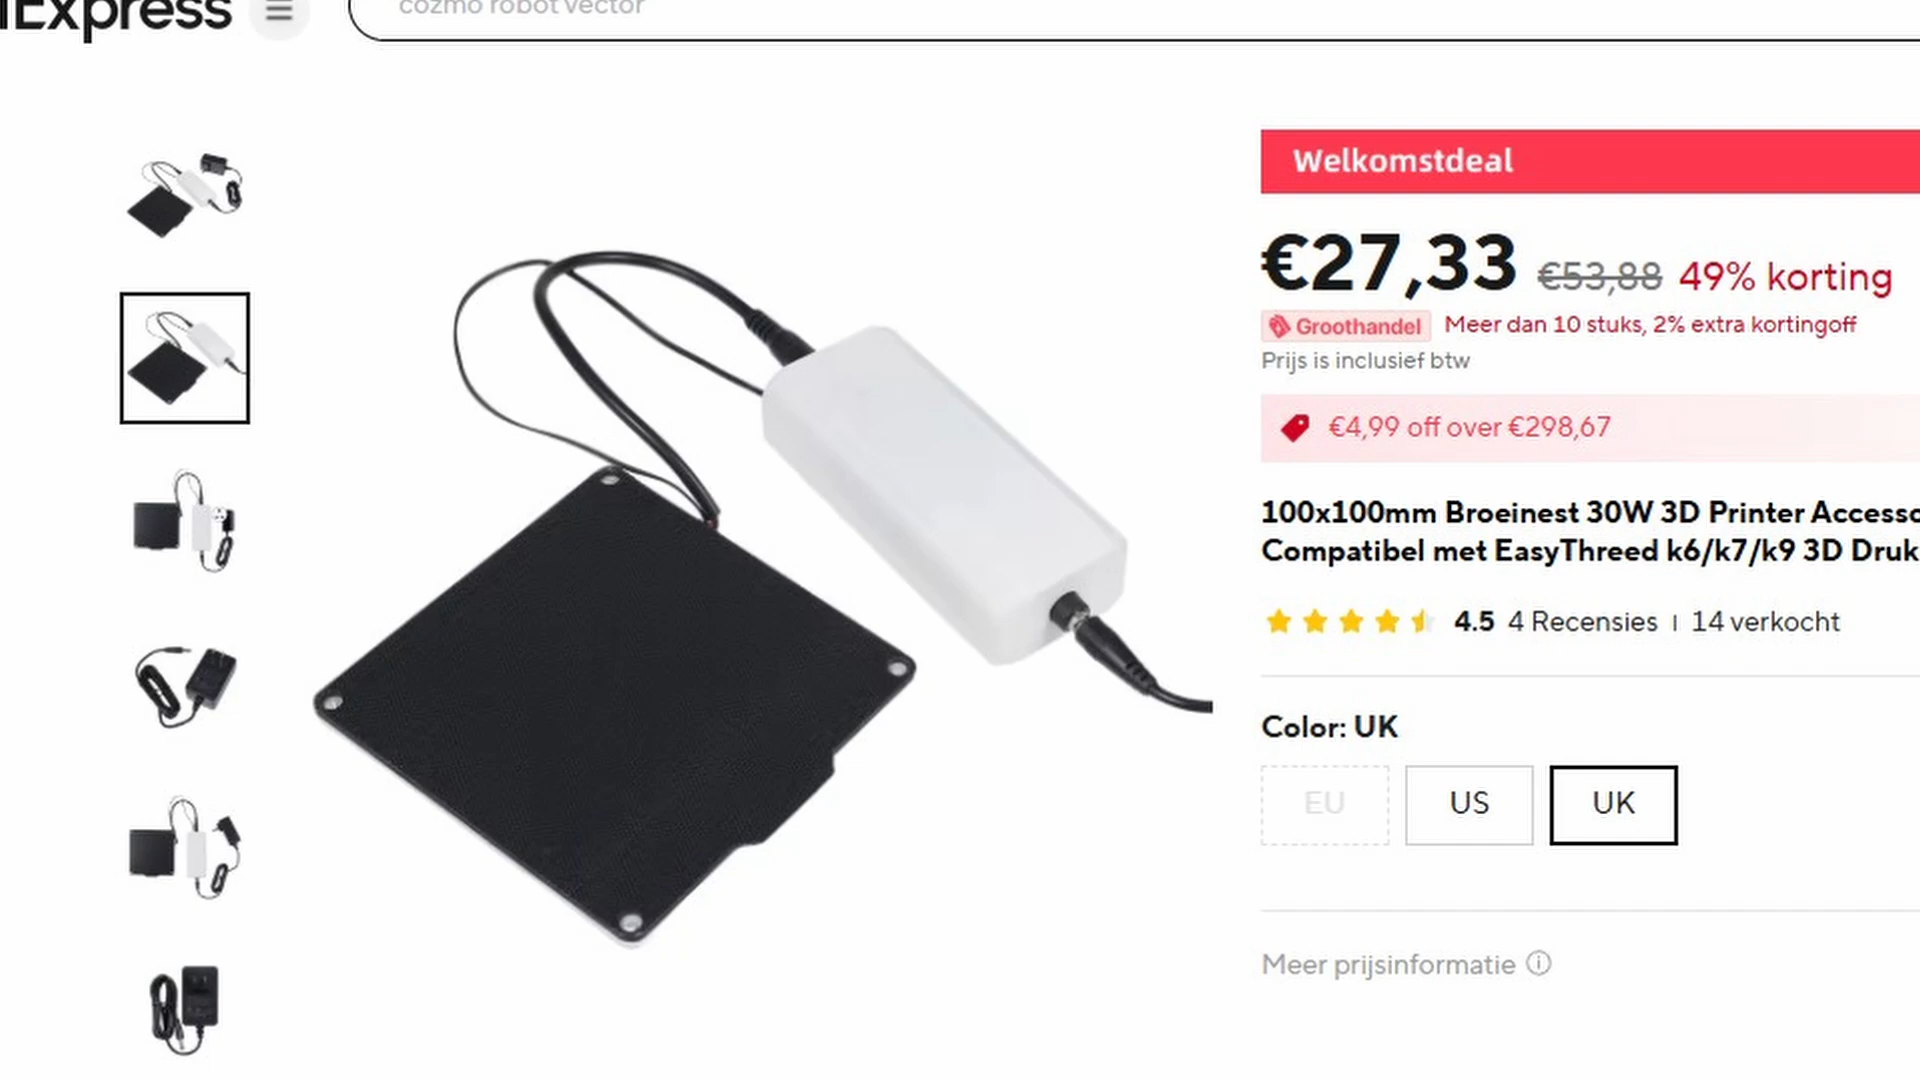 iExpress
cozmo robot vector
Welkomstdeal
€27,33 €53,88 49% korting
Groothandel Meer dan 10 stuks, 2% extra kortingoff
Prijs is inclusief btw
€4,99 off over €298,67
100x100mm Broeinest 30W 3D Printer Accesso
Compatibel met EasyThreed k6/k7/k9 3D Druk
4.5 4 Recensies | 14 verkocht
Color: UK
EU US UK
Meer prijsinformatie